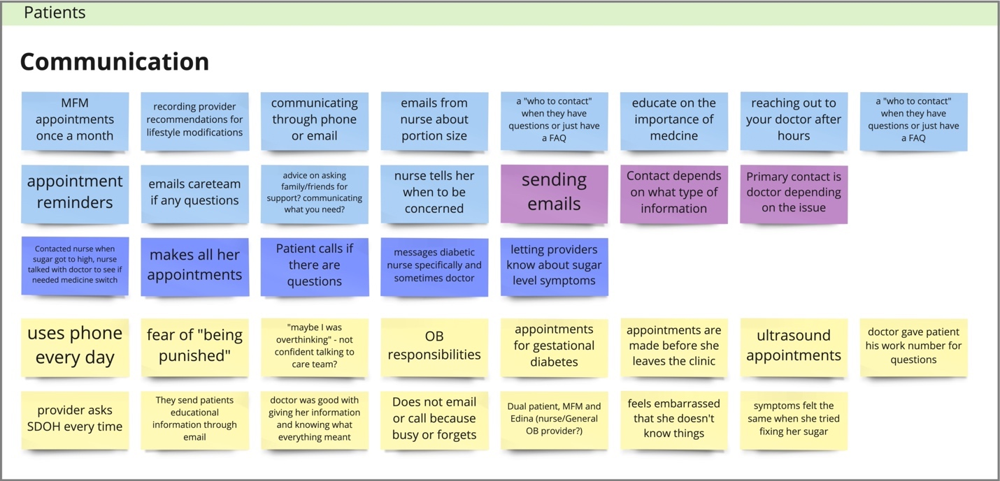 Patients
Communication
MFM
appointments
once a month
recording provider
recommendations for
lifestyle modifications
communicating
through phone
or email
emails from
nurse about
portion size
a "who to contact"
when they have
questions or just have
a FAQ
educate on the
importance of
medcine
reaching out to
your doctor after
hours
a "who to contact"
when they have
questions or just have
a FAQ
appointment
reminders
emails careteam
if any questions
advice on asking
family/friends for
support? communicating
what you need?
nurse tells her
when to be
concerned
sending
emails
Contact depends
on what type of
information
Primary contact is
doctor depending
on the issue
Contacted nurse when
sugar got to high, nurse
talked with doctor to see if
needed medicine switch
makes all her
appointments
Patient calls if
there are
questions
messages diabetic
nurse specifically and
sometimes doctor
letting providers
know about sugar
level symptoms
uses phone
every day
fear of "being
punished"
"maybe I was
overthinking" - not
confident talking to
care team?
OB
responsibilities
appointments
for gestational
diabetes
appointments are
made before she
leaves the clinic
ultrasound
appointments
doctor gave patient
his work number for
questions
provider asks
SDOH every time
They send patients
educational
information through
email
doctor was good with
giving her information
and knowing what
everything meant
Does not email
or call because
busy or forgets
Dual patient, MFM and
Edina (nurse/General
OB provider?)
feels embarrassed
that she doesn't
know things
symptoms felt the
same when she tried
fixing her sugar